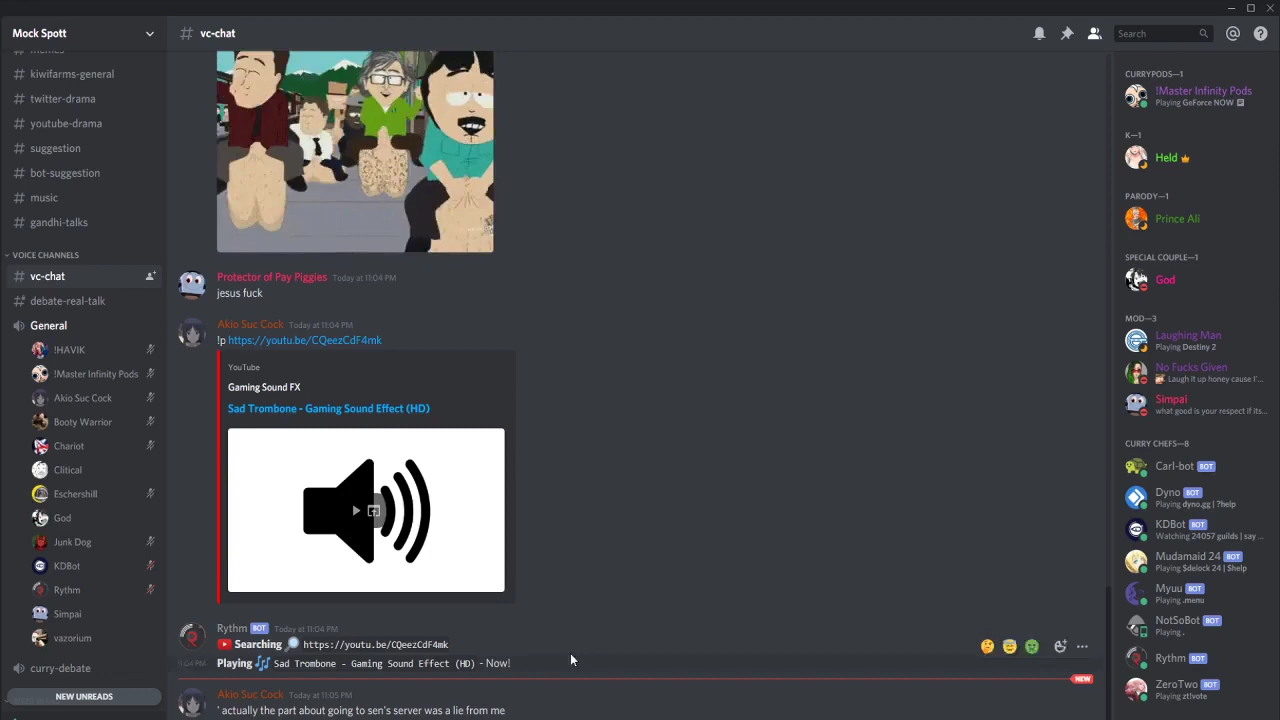 Mock Spott
memes
# kiwifarms-general
# twitter-drama
# youtube-drama
# suggestion
# bot-suggestion
# music
# gandhi-talks
VOICE CHANNELS
# vc-chat
# debate-real-talk
General
!HAVIK
!Master Infinity Pods
Akio Suc Cock
Booty Warrior
Chariot
Clitical
Eschershill
God
Junk Dog
KDBot
Rythm
Simpai
vazorium
curry-debate
NEW UNREADS
# vc-chat
Search
Protector of Pay Piggies Today at 11:04 PM
jesus fuck
Akio Suc Cock Today at 11:04 PM
!p https://youtu.be/CQeezCdF4mk
YouTube
Gaming Sound FX
Sad Trombone - Gaming Sound Effect (HD)
Rythm BOT Today at 11:04 PM
Searching https://youtu.be/CQeezCdF4mk
11:04 PM Playing Sad Trombone - Gaming Sound Effect (HD) - Now!
NEW
Akio Suc Cock Today at 11:05 PM
' actually the part about going to sen's server was a lie from me
CURRYPODS—1
!Master Infinity Pods
Playing GeForce NOW
K—1
Held
PARODY—1
Prince Ali
SPECIAL COUPLE—1
God
MOD—3
Laughing Man
Playing Destiny 2
No Fucks Given
Laugh it up honey cause I'...
Simpai
what good is your respect if its...
CURRY CHEFS—8
Carl-bot BOT
Dyno BOT
Playing dyno.gg | ?help
KDBot BOT
Watching 24057 guilds | say ...
Mudamaid 24 BOT
Playing $delock 24 | $help
Myuu BOT
Playing .menu
NotSoBot BOT
Playing .
Rythm BOT
ZeroTwo BOT
Playing zt!vote